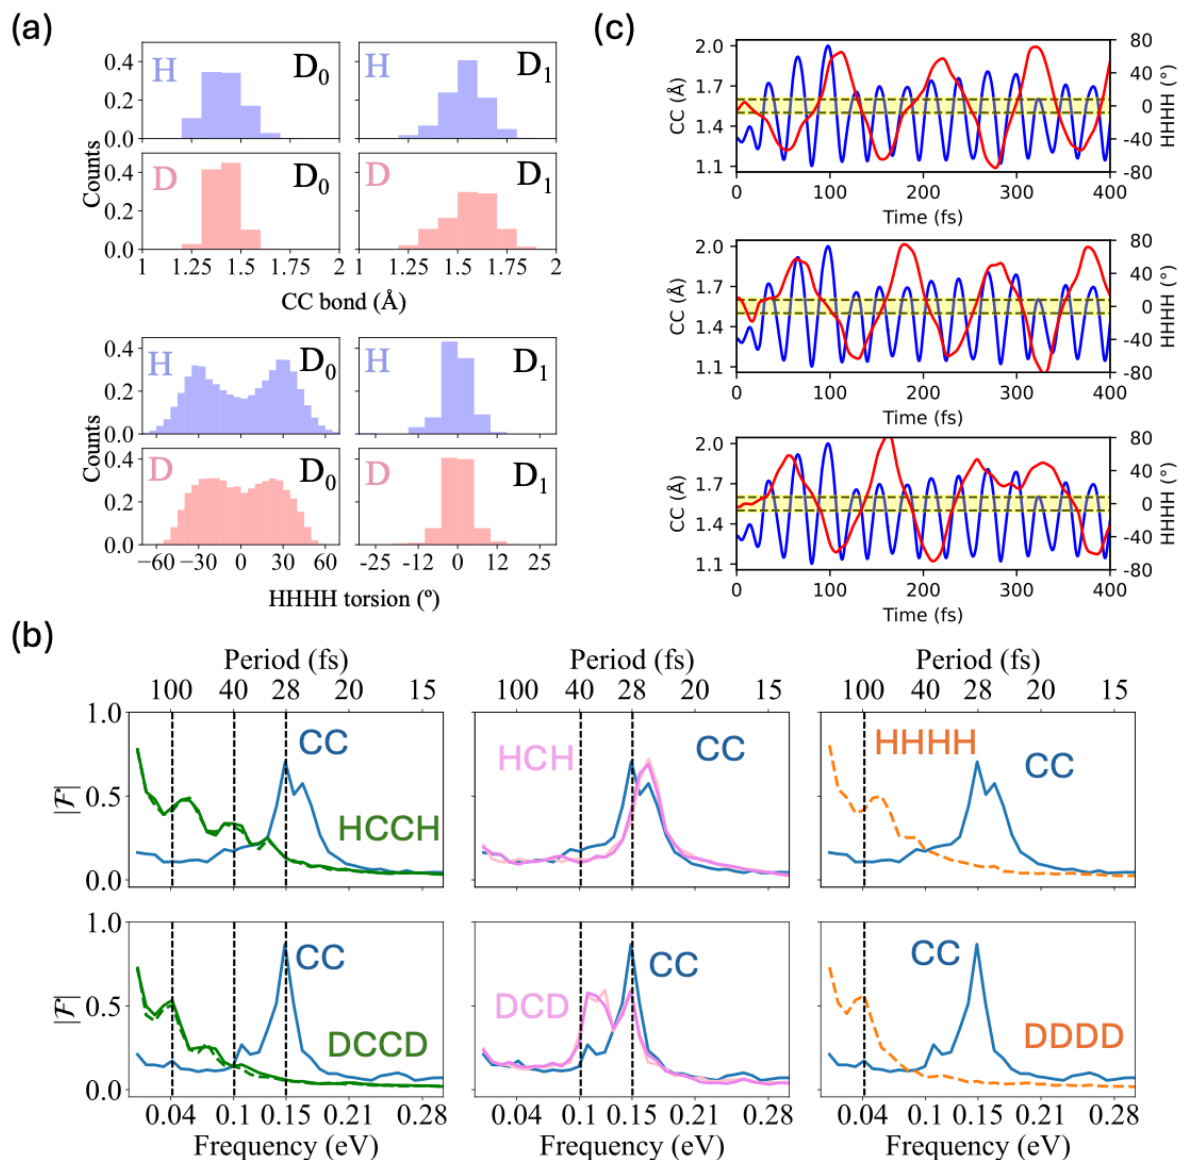 (a)
H D0 H D1
0.4
0.2
0.0
D D0 D D1
0.4
0.2
0.0
Counts
1 1.25 1.5 1.75 2 1 1.25 1.5 1.75 2
CC bond (Å)
H D0 H D1
0.4
0.2
0.0
D D0 D D1
0.4
0.2
0.0
Counts
−60 −30 0 30 60 -25 -12 0 12 25
HHHH torsion (º)
(c)
2.0 80
1.7 40
0
1.4 -40
1.1 -80
CC (Å)
HHHH (°)
0 100 200 300 400
Time (fs)
2.0 80
1.7 40
0
1.4 -40
1.1 -80
CC (Å)
HHHH (°)
0 100 200 300 400
Time (fs)
2.0 80
1.7 40
0
1.4 -40
1.1 -80
CC (Å)
HHHH (°)
0 100 200 300 400
Time (fs)
(b)
Period (fs) Period (fs) Period (fs)
100 40 28 20 15 100 40 28 20 15 100 40 28 20 15
1.0
0.5
0.0
|F|
CC
HCCH
HCH CC
HHHH CC
1.0
0.5
0.0
|F|
CC
DCCD
DCD CC
CC
DDDD
0.04 0.1 0.15 0.21 0.28 0.04 0.1 0.15 0.21 0.28 0.04 0.1 0.15 0.21 0.28
Frequency (eV) Frequency (eV) Frequency (eV)